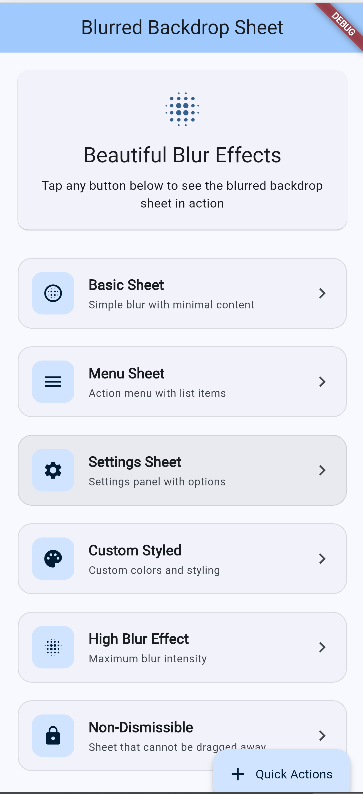 Blurred Backdrop Sheet
DEBUG
Beautiful Blur Effects
Tap any button below to see the blurred backdrop
sheet in action
Basic Sheet
Simple blur with minimal content
Menu Sheet
Action menu with list items
Settings Sheet
Settings panel with options
Custom Styled
Custom colors and styling
High Blur Effect
Maximum blur intensity
Non-Dismissible
Sheet that cannot be dragged away
Quick Actions